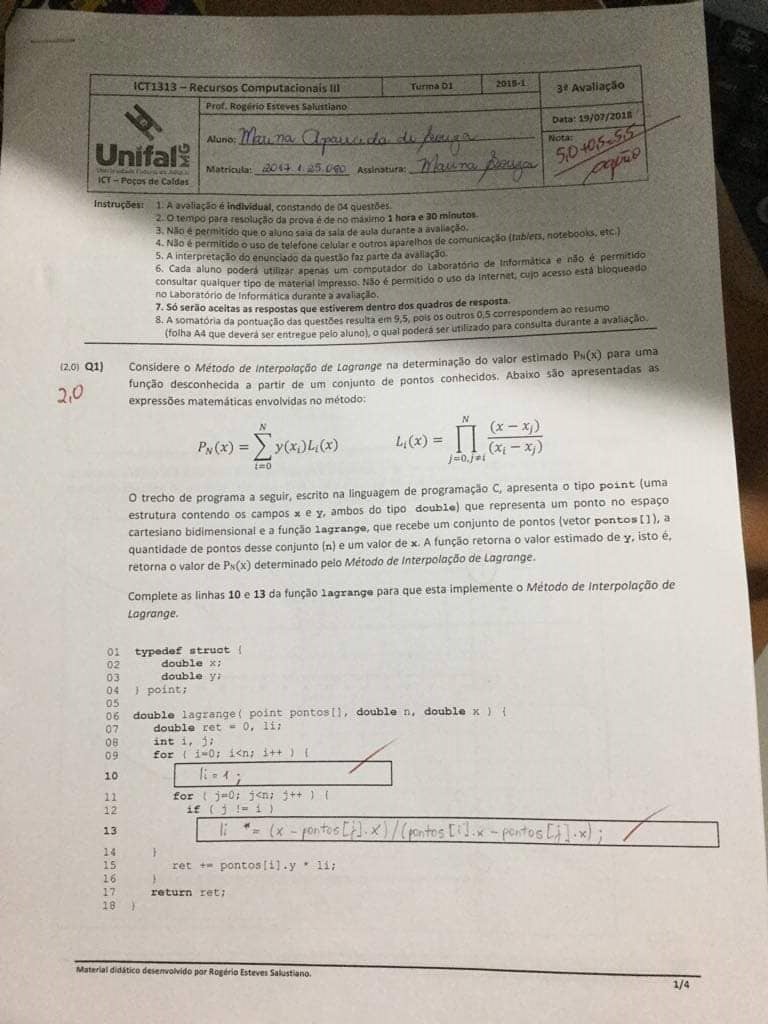 ICT1313 – Recursos Computacionais III
Turma D1
2018-1
3ª Avaliação
Prof. Rogério Esteves Salustiano
Data: 19/07/2018
Aluno: Marina Aparecida de Souza
Nota:
5,0+0,5=5,5
Matrícula: 2017.1.25.080 Assinatura: Marina Souza
Unifal MG
Universidade Federal de Alfenas
ICT – Poços de Caldas
Instruções: 1. A avaliação é individual, constando de 04 questões.
2. O tempo para resolução da prova é de no máximo 1 hora e 30 minutos.
3. Não é permitido que o aluno saia da sala de aula durante a avaliação.
4. Não é permitido o uso de telefone celular e outros aparelhos de comunicação (tablets, notebooks, etc.)
5. A interpretação do enunciado da questão faz parte da avaliação.
6. Cada aluno poderá utilizar apenas um computador do Laboratório de Informática e não é permitido
consultar qualquer tipo de material impresso. Não é permitido o uso da Internet, cujo acesso está bloqueado
no Laboratório de Informática durante a avaliação.
7. Só serão aceitas as respostas que estiverem dentro dos quadros de resposta.
8. A somatória da pontuação das questões resulta em 9,5, pois os outros 0,5 correspondem ao resumo
(folha A4 que deverá ser entregue pelo aluno), o qual poderá ser utilizado para consulta durante a avaliação.
(2,0) Q1) Considere o Método de Interpolação de Lagrange na determinação do valor estimado PN(x) para uma
2,0
função desconhecida a partir de um conjunto de pontos conhecidos. Abaixo são apresentadas as
expressões matemáticas envolvidas no método:
P_N(x) = ∑_{i=0}^{N} y(x_i)L_i(x) L_i(x) = ∏_{j=0,j≠i}^{N} (x − x_j)/(x_i − x_j)
O trecho de programa a seguir, escrito na linguagem de programação C, apresenta o tipo point (uma
estrutura contendo os campos x e y, ambos do tipo double) que representa um ponto no espaço
cartesiano bidimensional e a função lagrange, que recebe um conjunto de pontos (vetor pontos[]), a
quantidade de pontos desse conjunto (n) e um valor de x. A função retorna o valor estimado de y, isto é,
retorna o valor de PN(x) determinado pelo Método de Interpolação de Lagrange.
Complete as linhas 10 e 13 da função lagrange para que esta implemente o Método de Interpolação de
Lagrange.
01 typedef struct {
02 double x;
03 double y;
04 } point;
05
06 double lagrange( point pontos[], double n, double x ) {
07 double ret = 0, li;
08 int i, j;
09 for ( i=0; i<n; i++ ) {
10 li = 1;
11 for ( j=0; j<n; j++ ) {
12 if ( j != i )
13 li *= (x - pontos[j].x)/(pontos[i].x - pontos[j].x);
14 }
15 ret += pontos[i].y * li;
16 }
17 return ret;
18 }
Material didático desenvolvido por Rogério Esteves Salustiano.
1/4